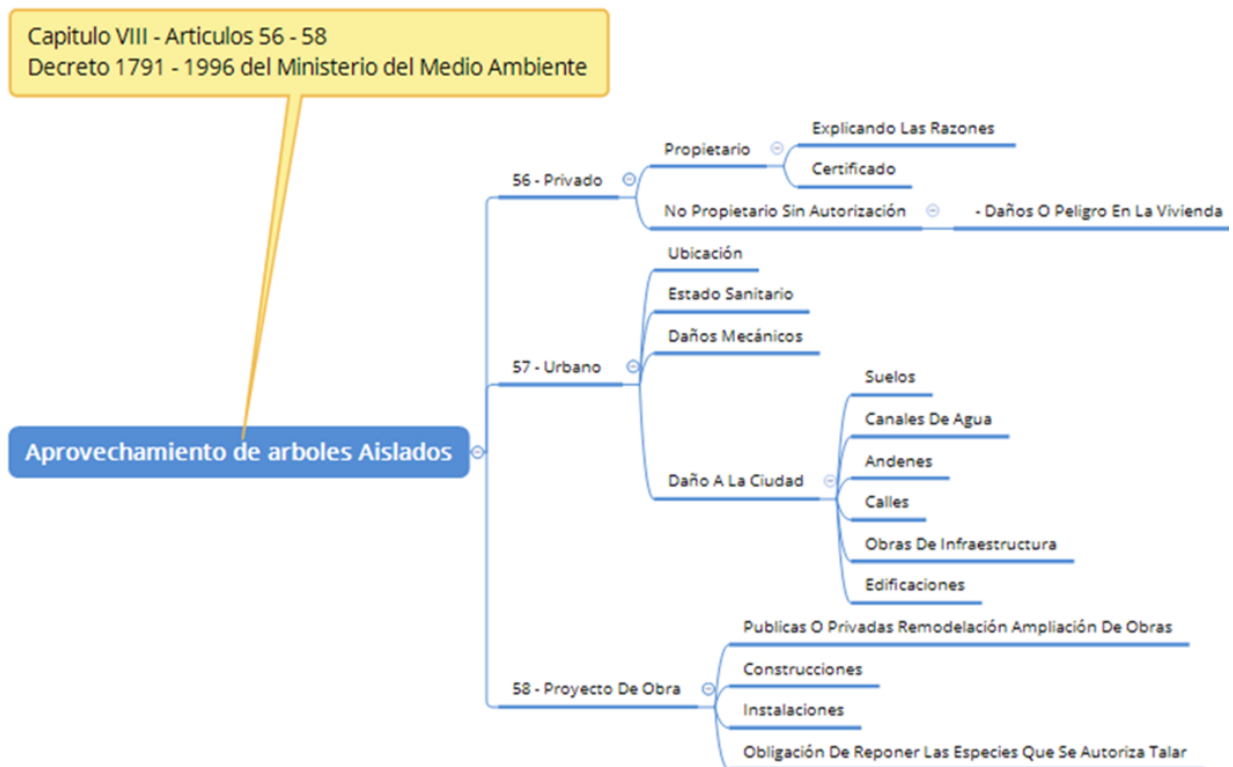 Capitulo VIII - Articulos 56 - 58
Decreto 1791 - 1996 del Ministerio del Medio Ambiente
Aprovechamiento de arboles Aislados
56 - Privado
Propietario
Explicando Las Razones
Certificado
No Propietario Sin Autorización
- Daños O Peligro En La Vivienda
57 - Urbano
Ubicación
Estado Sanitario
Daños Mecánicos
Daño A La Ciudad
Suelos
Canales De Agua
Andenes
Calles
Obras De Infraestructura
Edificaciones
58 - Proyecto De Obra
Publicas O Privadas Remodelación Ampliación De Obras
Construcciones
Instalaciones
Obligación De Reponer Las Especies Que Se Autoriza Talar